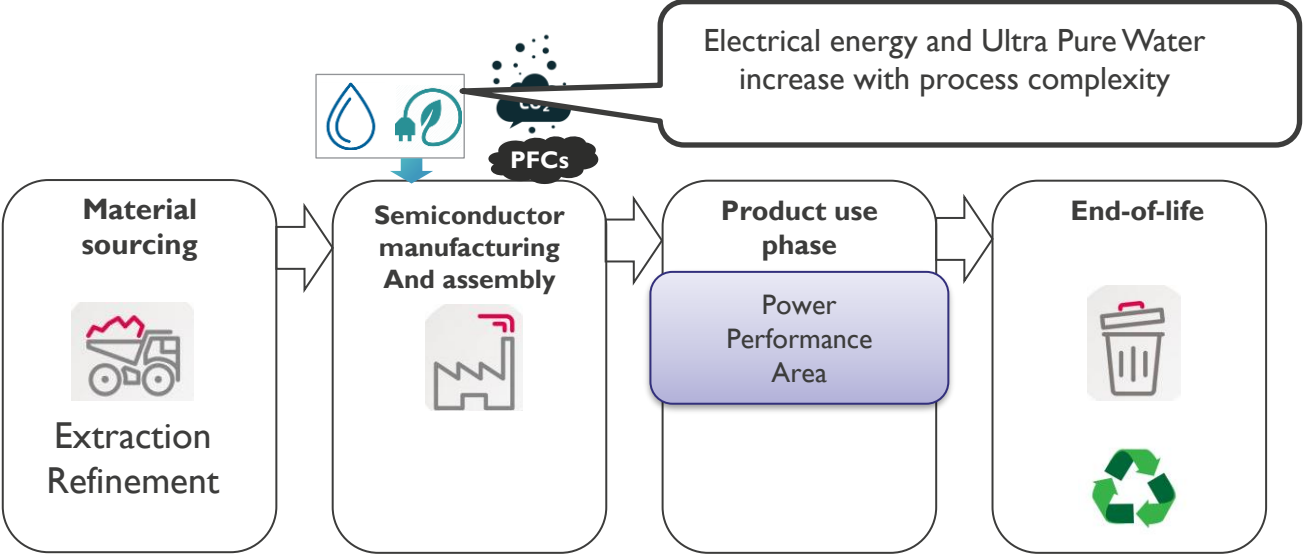 Electrical energy and Ultra Pure Water
increase with process complexity
CO2
PFCs
Material
sourcing
Extraction
Refinement
Semiconductor
manufacturing
And assembly
Product use
phase
Power
Performance
Area
End-of-life